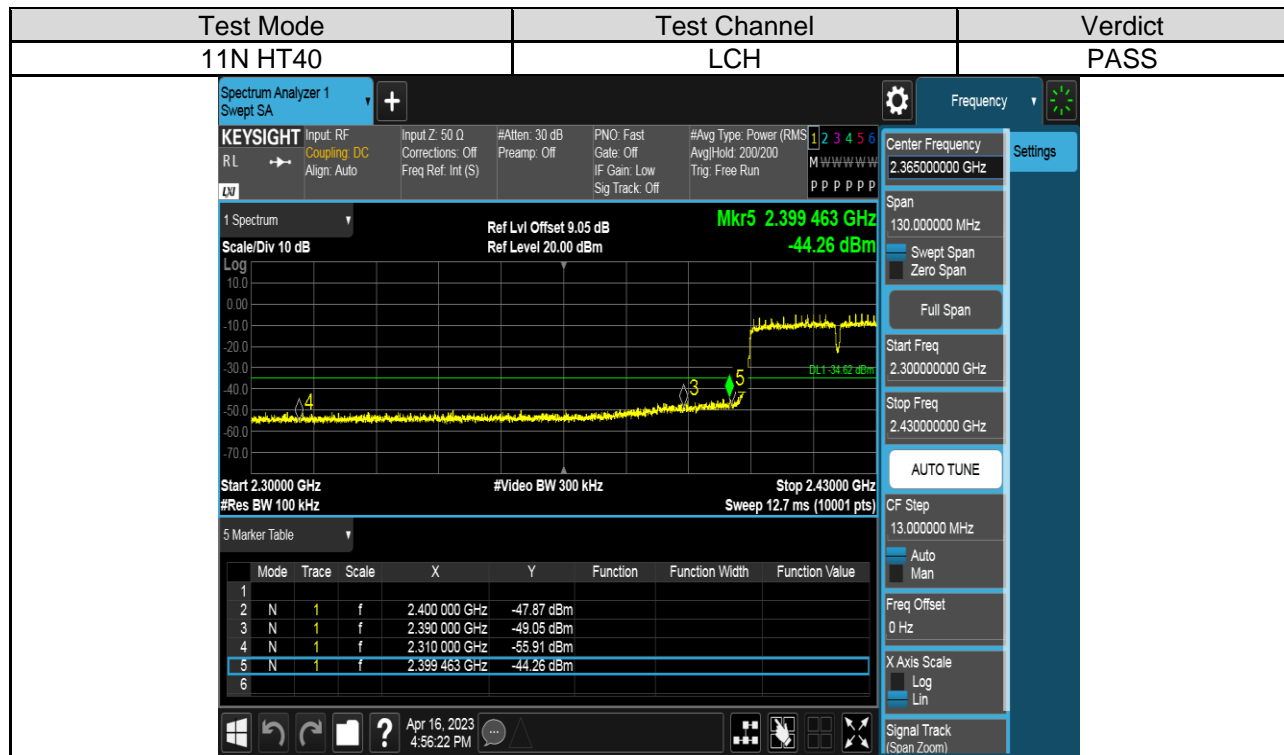 Test Mode Test Channel Verdict
11N HT40 LCH PASS
Spectrum Analyzer 1
Swept SA
Frequency
KEYSIGHT Input: RF Input Z: 50 Ω #Atten: 30 dB PNO: Fast #Avg Type: Power (RMS 1 2 3 4 5 6
R L Coupling: DC Corrections: Off Preamp: Off Gate: Off Avg|Hold: 200/200 M W W W W W
Align: Auto Freq Ref: Int (S) IF Gain: Low Trig: Free Run
LXI Sig Track: Off P P P P P P
1 Spectrum Ref Lvl Offset 9.05 dB Mkr5 2.399 463 GHz
Scale/Div 10 dB Ref Level 20.00 dBm -44.26 dBm
Log
10.0
0.00
-10.0
-20.0
-30.0
DL1 -34.62 dBm
-40.0
3 5
4
-50.0
-60.0
-70.0
Start 2.30000 GHz #Video BW 300 kHz Stop 2.43000 GHz
#Res BW 100 kHz Sweep 12.7 ms (10001 pts)
5 Marker Table
Mode Trace Scale X Y Function Function Width Function Value
1
2 N 1 f 2.400 000 GHz -47.87 dBm
3 N 1 f 2.390 000 GHz -49.05 dBm
4 N 1 f 2.310 000 GHz -55.91 dBm
5 N 1 f 2.399 463 GHz -44.26 dBm
6
? Apr 16, 2023
4:56:22 PM
Center Frequency
2.365000000 GHz
Settings
Span
130.000000 MHz
Swept Span
Zero Span
Full Span
Start Freq
2.300000000 GHz
Stop Freq
2.430000000 GHz
AUTO TUNE
CF Step
13.000000 MHz
Auto
Man
Freq Offset
0 Hz
X Axis Scale
Log
Lin
Signal Track
(Span Zoom)